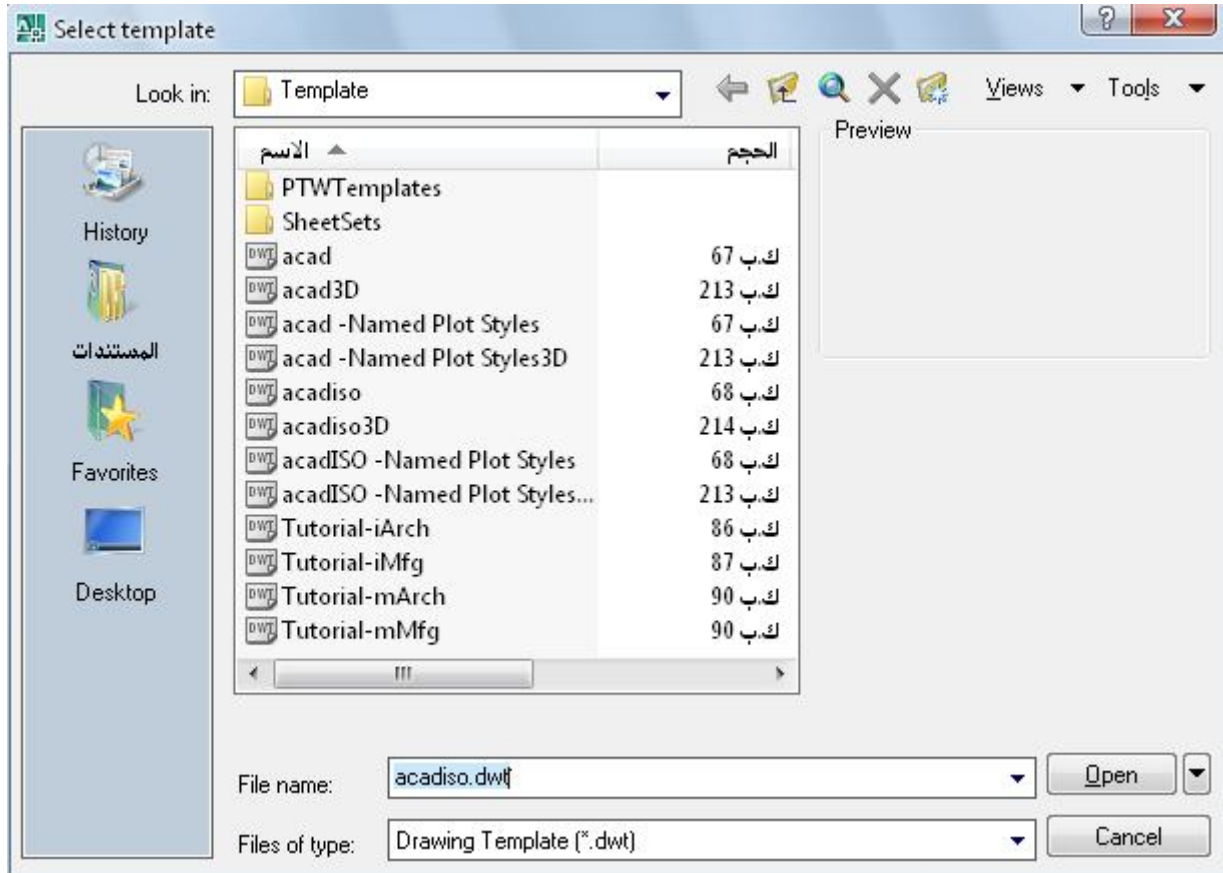 Select template
Look in: Template Views Tools
Preview
الاسم الحجم
PTWTemplates
SheetSets
acad 67 ك.ب
acad3D 213 ك.ب
acad -Named Plot Styles 67 ك.ب
acad -Named Plot Styles3D 213 ك.ب
acadiso 68 ك.ب
acadiso3D 214 ك.ب
acadISO -Named Plot Styles 68 ك.ب
acadISO -Named Plot Styles... 213 ك.ب
Tutorial-iArch 86 ك.ب
Tutorial-iMfg 87 ك.ب
Tutorial-mArch 90 ك.ب
Tutorial-mMfg 90 ك.ب
History
المستندات
Favorites
Desktop
File name: acadiso.dwt Open
Files of type: Drawing Template (*.dwt) Cancel